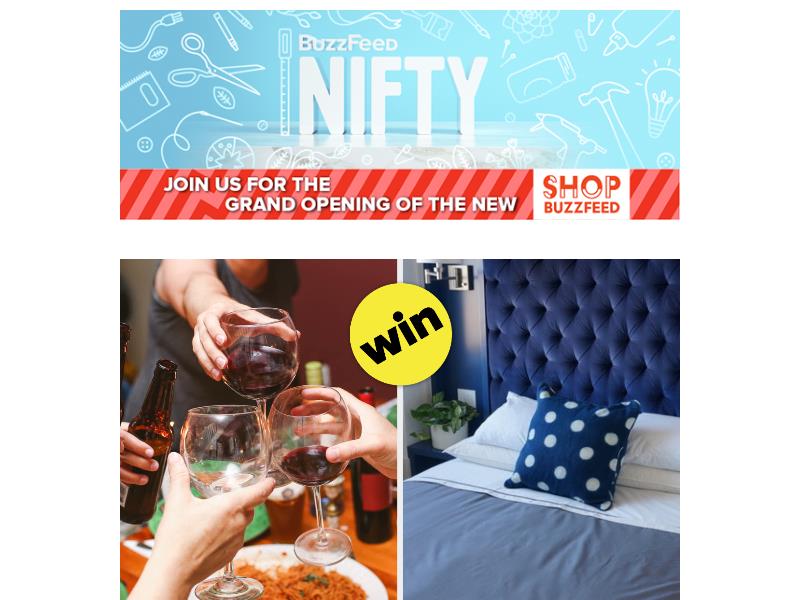 BuzzFeed
NIFTY
JOIN US FOR THE
GRAND OPENING OF THE NEW
SHOP
BUZZFEED
win